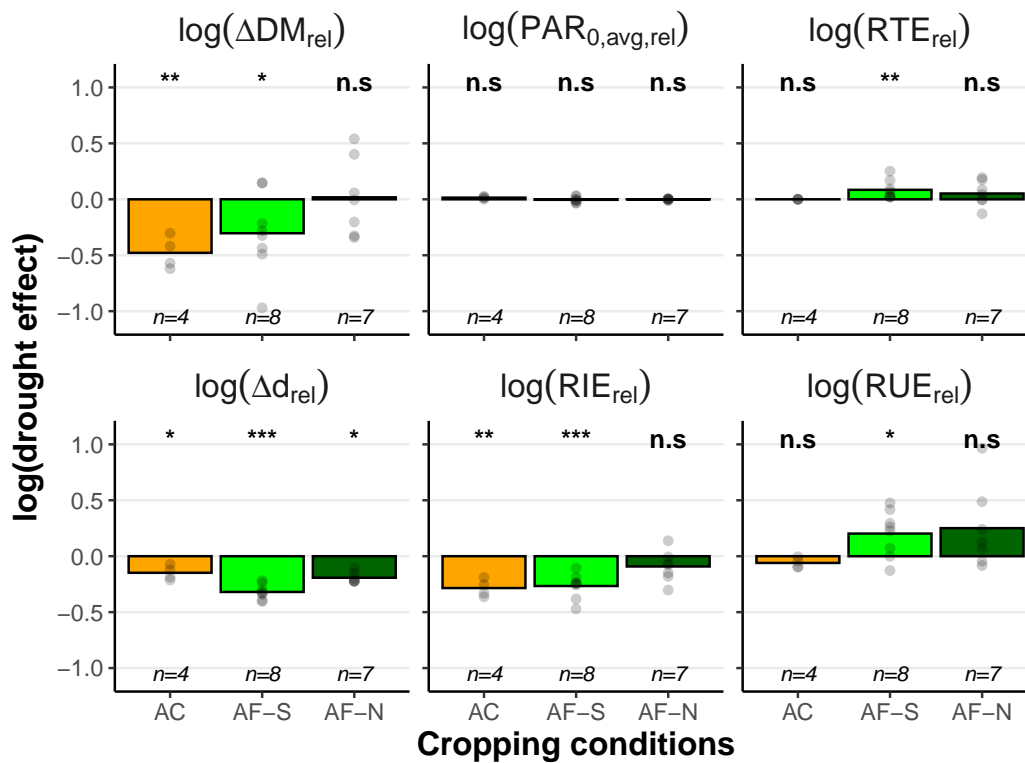 log(ΔDM_rel) log(PAR_0,avg,rel) log(RTE_rel)
** * n.s n.s n.s n.s n.s ** n.s
1.0
0.5
0.0
−0.5
−1.0
n=4 n=8 n=7 n=4 n=8 n=7 n=4 n=8 n=7
log(Δd_rel) log(RIE_rel) log(RUE_rel)
* *** * ** *** n.s n.s * n.s
1.0
0.5
0.0
−0.5
−1.0
n=4 n=8 n=7 n=4 n=8 n=7 n=4 n=8 n=7
AC AF−S AF−N AC AF−S AF−N AC AF−S AF−N
Cropping conditions
log(drought effect)